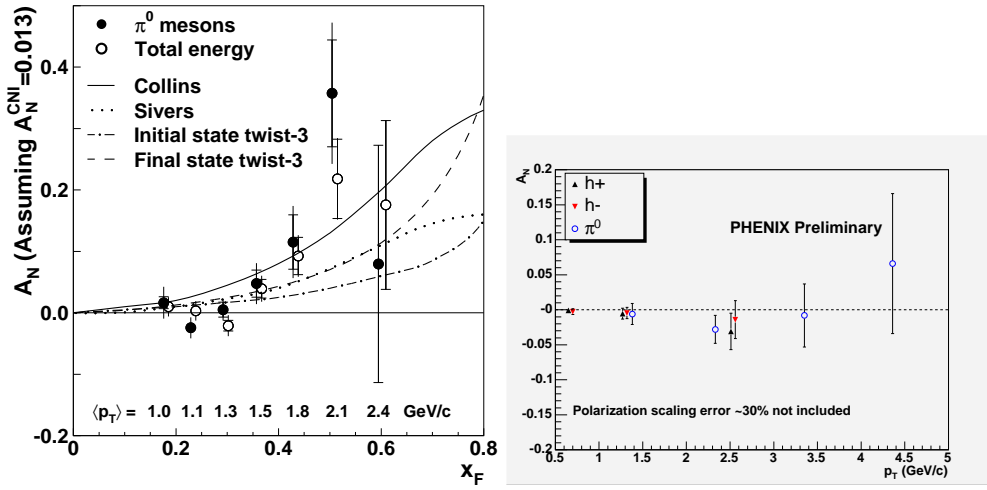 A_N (Assuming A_N^CNI=0.013)
0.4
0.2
0.0
-0.2
π⁰ mesons
Total energy
Collins
Sivers
Initial state twist-3
Final state twist-3
⟨p_T⟩ = 1.0 1.1 1.3 1.5 1.8 2.1 2.4 GeV/c
0 0.2 0.4 0.6 0.8
x_F
A_N
0.2
0.15
0.1
0.05
-0
-0.05
-0.1
-0.15
-0.2
h+
h-
π⁰
PHENIX Preliminary
Polarization scaling error ~30% not included
0.5 1 1.5 2 2.5 3 3.5 4 4.5 5
p_T (GeV/c)